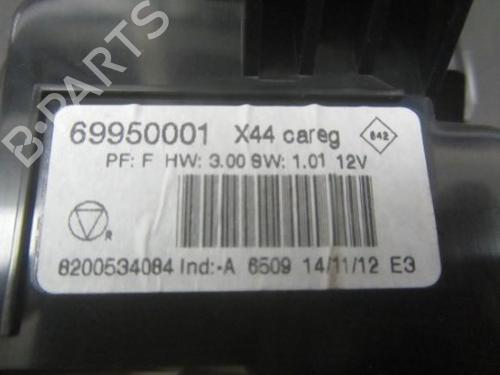 B-PARTS
69950001 X44 careg 842
PF: F HW: 3.00 SW: 1.01 12V
R
8200534084 Ind:-A 6509 14/11/12 E3